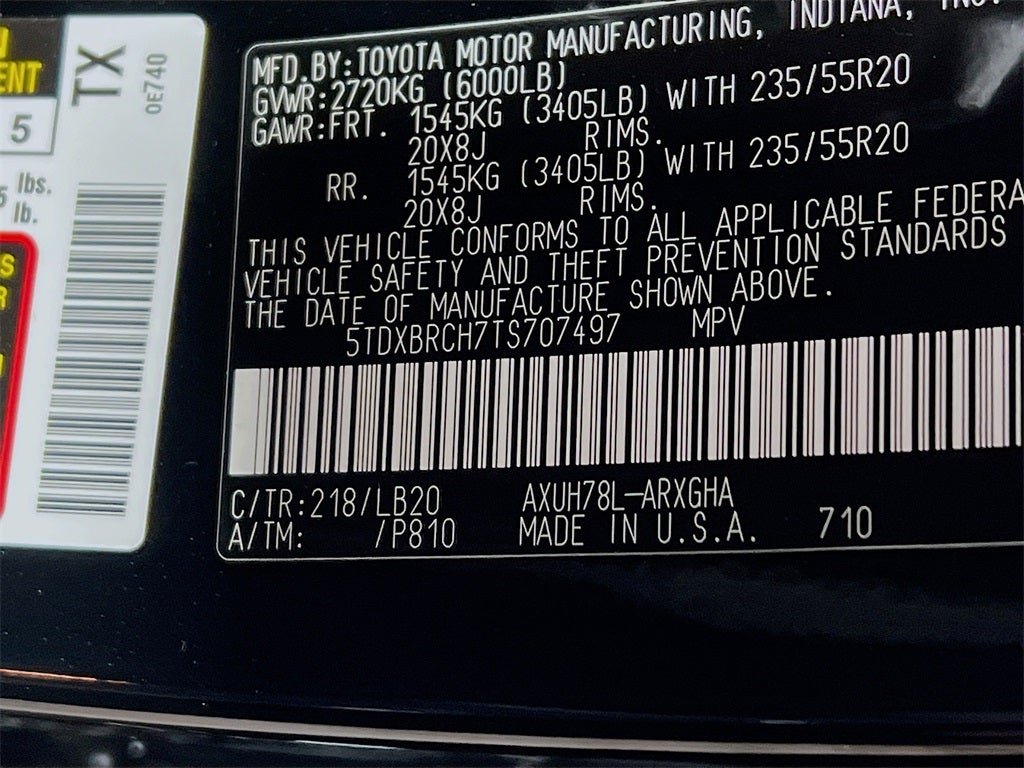 TX
0E740
ENT
5
lbs.
lb.
MFD.BY:TOYOTA MOTOR MANUFACTURING, INDIANA, INC.
GVWR:2720KG (6000LB)
GAWR:FRT. 1545KG (3405LB) WITH 235/55R20
20X8J RIMS.
RR. 1545KG (3405LB) WITH 235/55R20
20X8J RIMS.
THIS VEHICLE CONFORMS TO ALL APPLICABLE FEDERA
VEHICLE SAFETY AND THEFT PREVENTION STANDARDS
THE DATE OF MANUFACTURE SHOWN ABOVE.
5TDXBRCH7TS707497 MPV
C/TR:218/LB20 AXUH78L-ARXGHA
A/TM: /P810 MADE IN U.S.A. 710